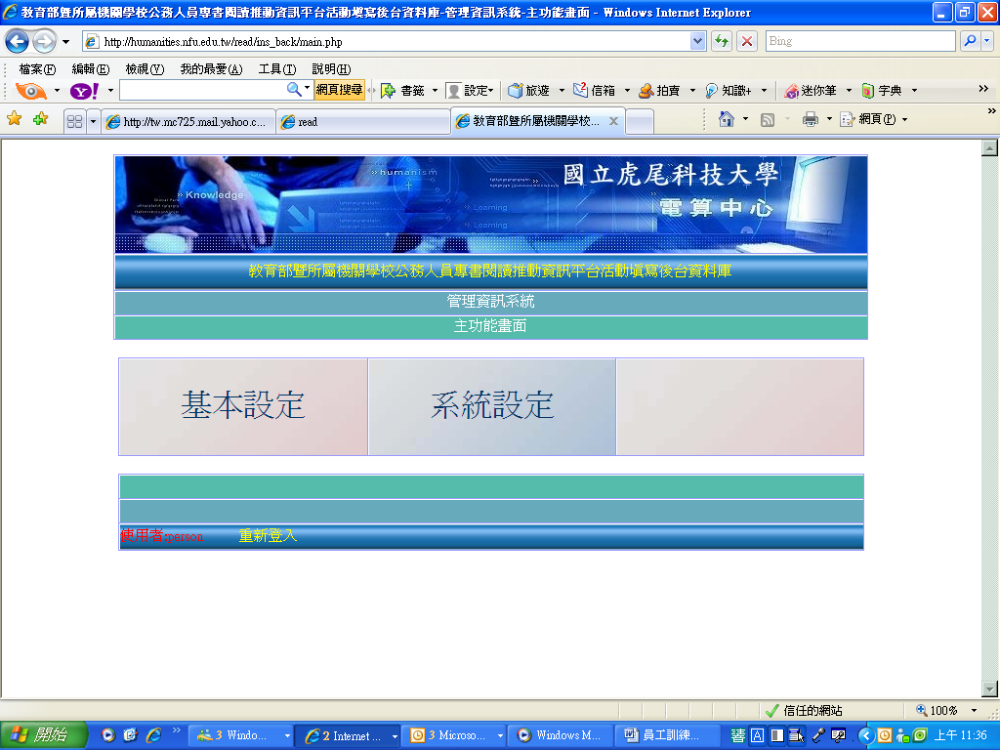 教育部暨所屬機關學校公務人員專書閱讀推動資訊平台活動填寫後台資料庫-管理資訊系統-主功能畫面 - Windows Internet Explorer
http://humanities.nfu.edu.tw/read/ins_back/main.php
Bing
檔案(F) 編輯(E) 檢視(V) 我的最愛(A) 工具(T) 說明(H)
Y! 網頁搜尋 書籤 設定 旅遊 信箱 拍賣 知識+ 迷你筆 字典
http://tw.mc725.mail.yahoo.c... read 教育部暨所屬機關學校... 網頁(P)
humanism
Knowledge
Learning
Learning
國立虎尾科技大學
電算中心
教育部暨所屬機關學校公務人員專書閱讀推動資訊平台活動填寫後台資料庫
管理資訊系統
主功能畫面
基本設定 系統設定
使用者:person 重新登入
信任的網站 100%
開始 3 Windo... 2 Internet ... 3 Microso... Windows M... 員工訓練... 上午 11:36